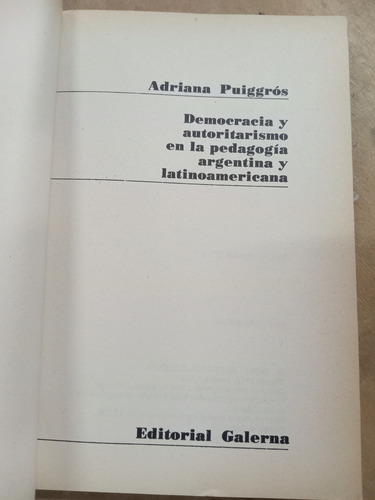 Adriana Puiggrós
Democracia y
autoritarismo
en la pedagogía
argentina y
latinoamericana
Editorial Galerna